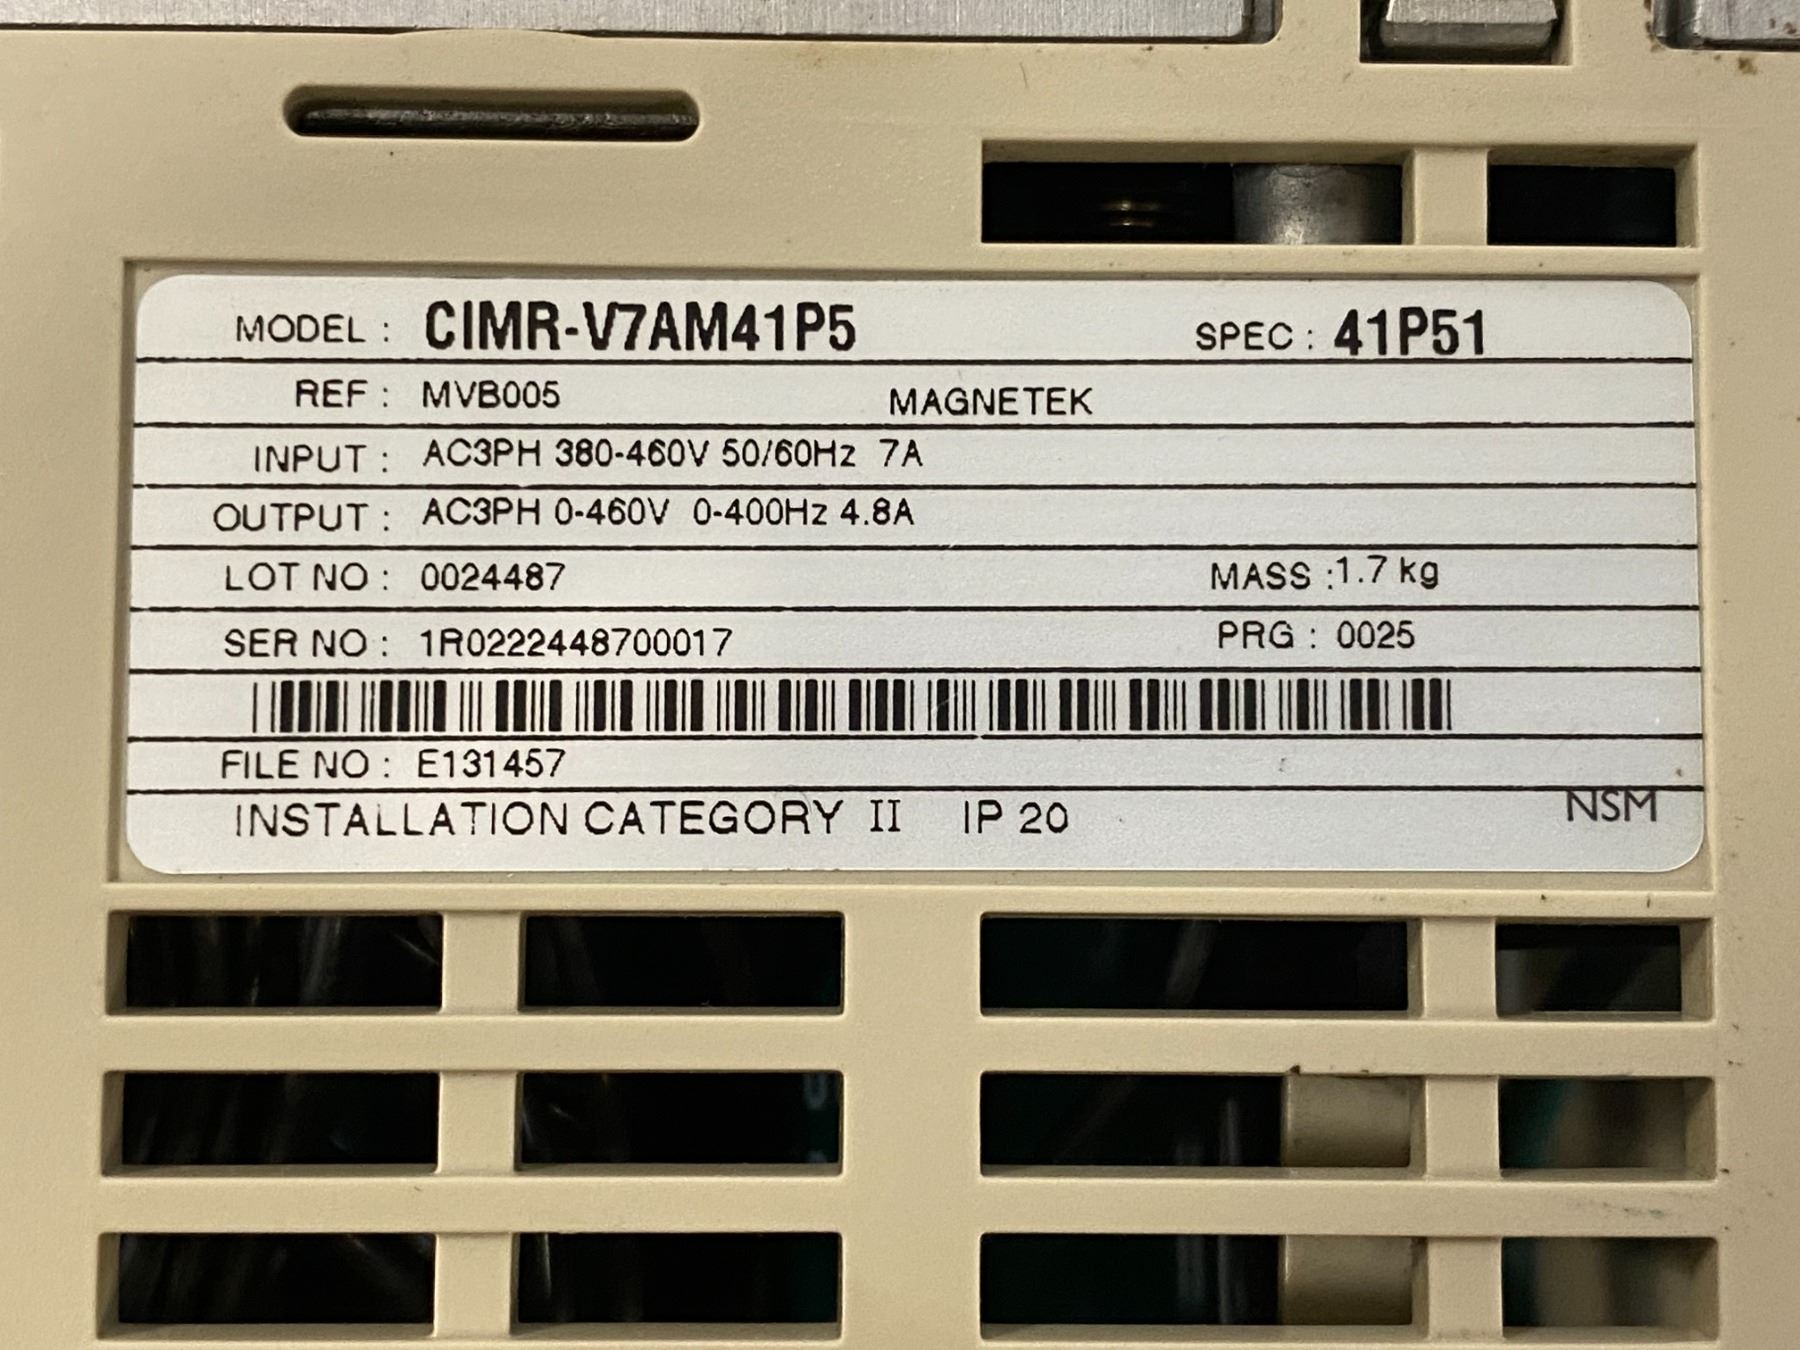 MODEL : CIMR-V7AM41P5 SPEC : 41P51
REF : MVB005 MAGNETEK
INPUT : AC3PH 380-460V 50/60Hz 7A
OUTPUT : AC3PH 0-460V 0-400Hz 4.8A
LOT NO : 0024487 MASS :1.7 kg
SER NO : 1R0222448700017 PRG : 0025
FILE NO : E131457
INSTALLATION CATEGORY II IP 20 NSM